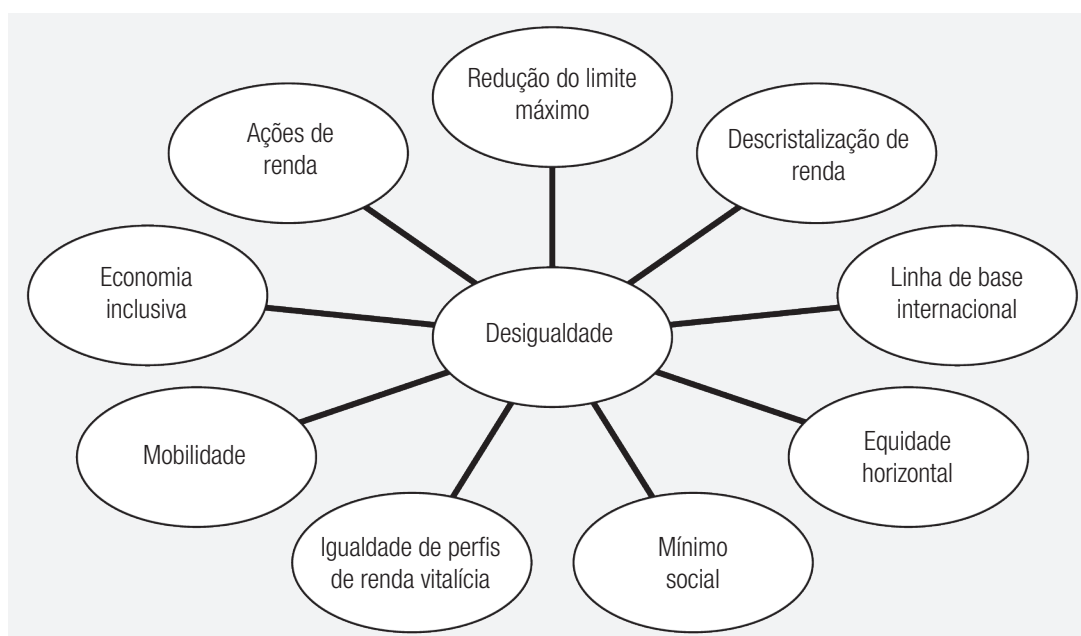 Redução do limite
máximo
Ações de
renda
Descristalização de
renda
Economia
inclusiva
Linha de base
internacional
Desigualdade
Mobilidade
Equidade
horizontal
Igualdade de perfis
de renda vitalícia
Mínimo
social